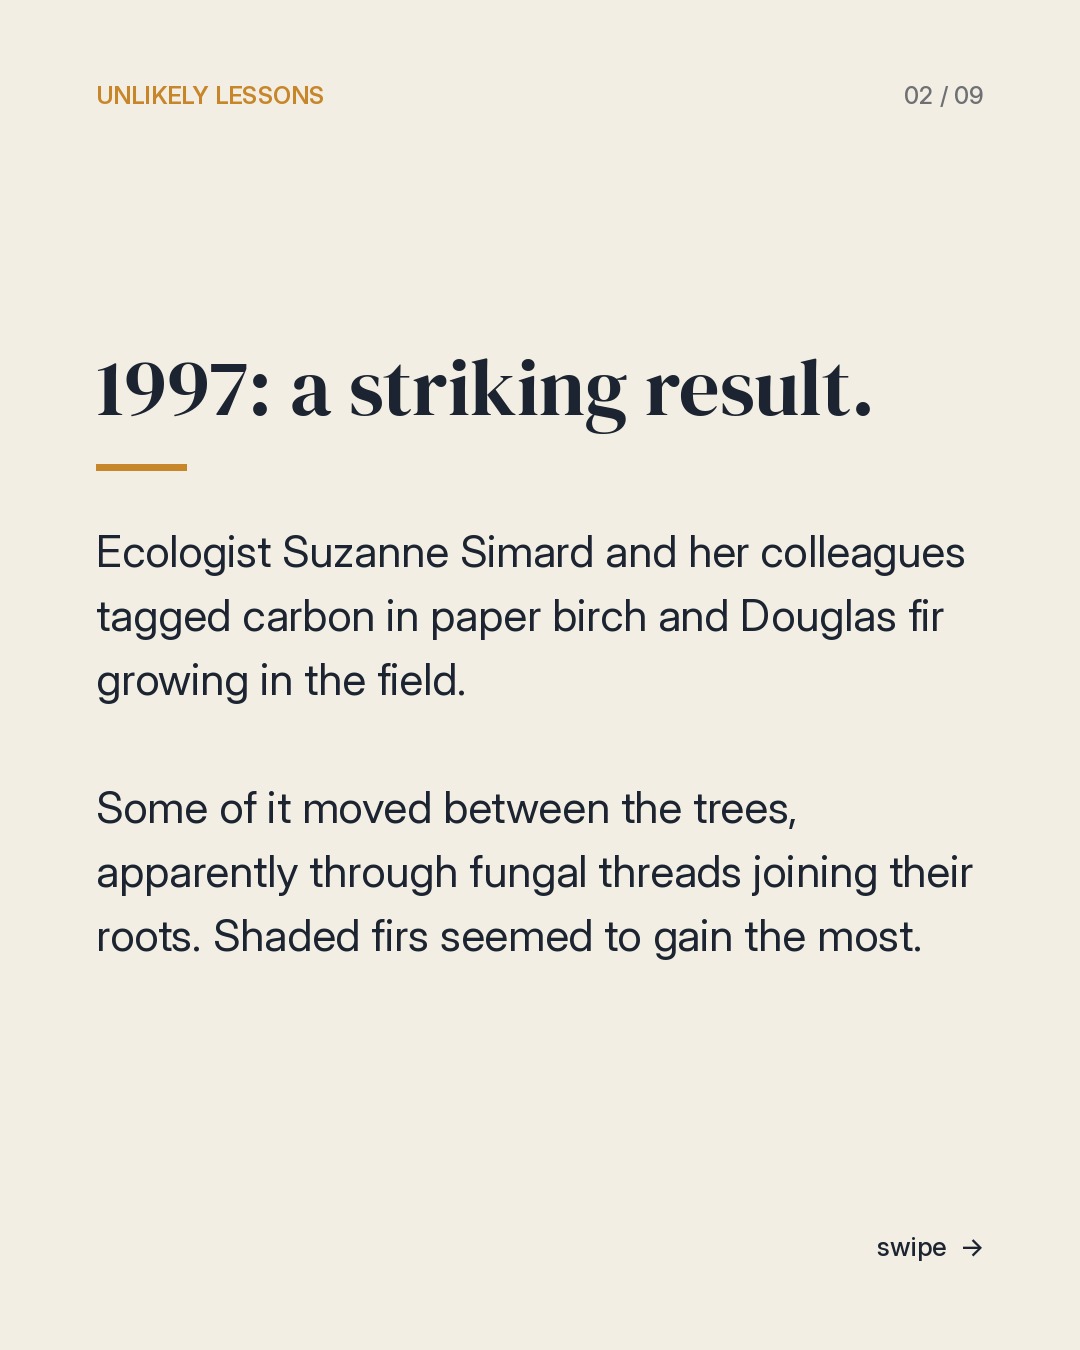 UNLIKELY LESSONS
02 / 09
1997: a striking result.
Ecologist Suzanne Simard and her colleagues
tagged carbon in paper birch and Douglas fir
growing in the field.
Some of it moved between the trees,
apparently through fungal threads joining their
roots. Shaded firs seemed to gain the most.
swipe →